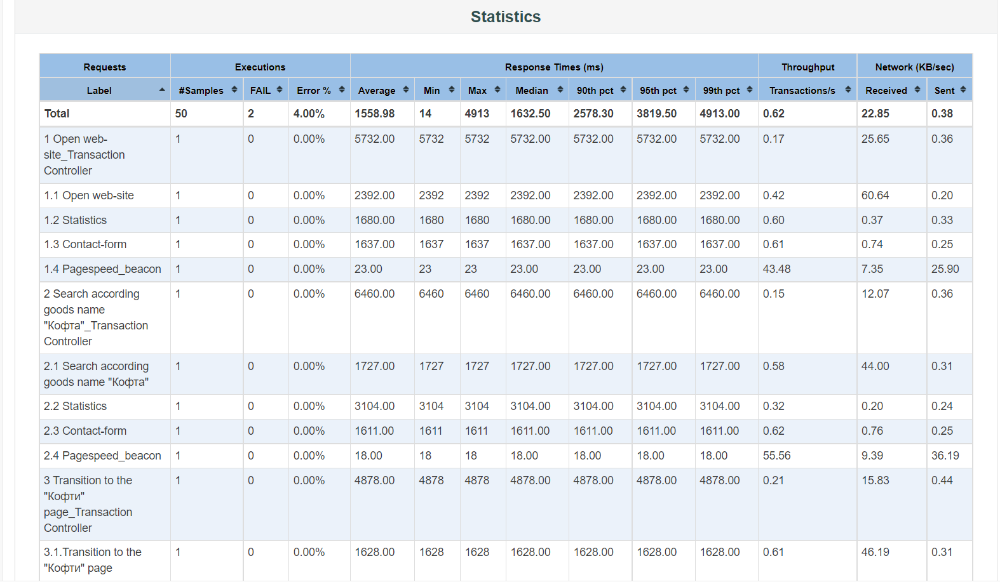 Statistics
Requests Executions Response Times (ms) Throughput Network (KB/sec)
Label #Samples FAIL Error % Average Min Max Median 90th pct 95th pct 99th pct Transactions/s Received Sent
Total 50 2 4.00% 1558.98 14 4913 1632.50 2578.30 3819.50 4913.00 0.62 22.85 0.38
1 Open web- 1 0 0.00% 5732.00 5732 5732 5732.00 5732.00 5732.00 5732.00 0.17 25.65 0.36
site_Transaction
Controller
1.1 Open web-site 1 0 0.00% 2392.00 2392 2392 2392.00 2392.00 2392.00 2392.00 0.42 60.64 0.20
1.2 Statistics 1 0 0.00% 1680.00 1680 1680 1680.00 1680.00 1680.00 1680.00 0.60 0.37 0.33
1.3 Contact-form 1 0 0.00% 1637.00 1637 1637 1637.00 1637.00 1637.00 1637.00 0.61 0.74 0.25
1.4 Pagespeed_beacon 1 0 0.00% 23.00 23 23 23.00 23.00 23.00 23.00 43.48 7.35 25.90
2 Search according 1 0 0.00% 6460.00 6460 6460 6460.00 6460.00 6460.00 6460.00 0.15 12.07 0.36
goods name
"Кофта"_Transaction
Controller
2.1 Search according 1 0 0.00% 1727.00 1727 1727 1727.00 1727.00 1727.00 1727.00 0.58 44.00 0.31
goods name "Кофта"
2.2 Statistics 1 0 0.00% 3104.00 3104 3104 3104.00 3104.00 3104.00 3104.00 0.32 0.20 0.24
2.3 Contact-form 1 0 0.00% 1611.00 1611 1611 1611.00 1611.00 1611.00 1611.00 0.62 0.76 0.25
2.4 Pagespeed_beacon 1 0 0.00% 18.00 18 18 18.00 18.00 18.00 18.00 55.56 9.39 36.19
3 Transition to the 1 0 0.00% 4878.00 4878 4878 4878.00 4878.00 4878.00 4878.00 0.21 15.83 0.44
"Кофти"
page_Transaction
Controller
3.1.Transition to the 1 0 0.00% 1628.00 1628 1628 1628.00 1628.00 1628.00 1628.00 0.61 46.19 0.31
"Кофти" page